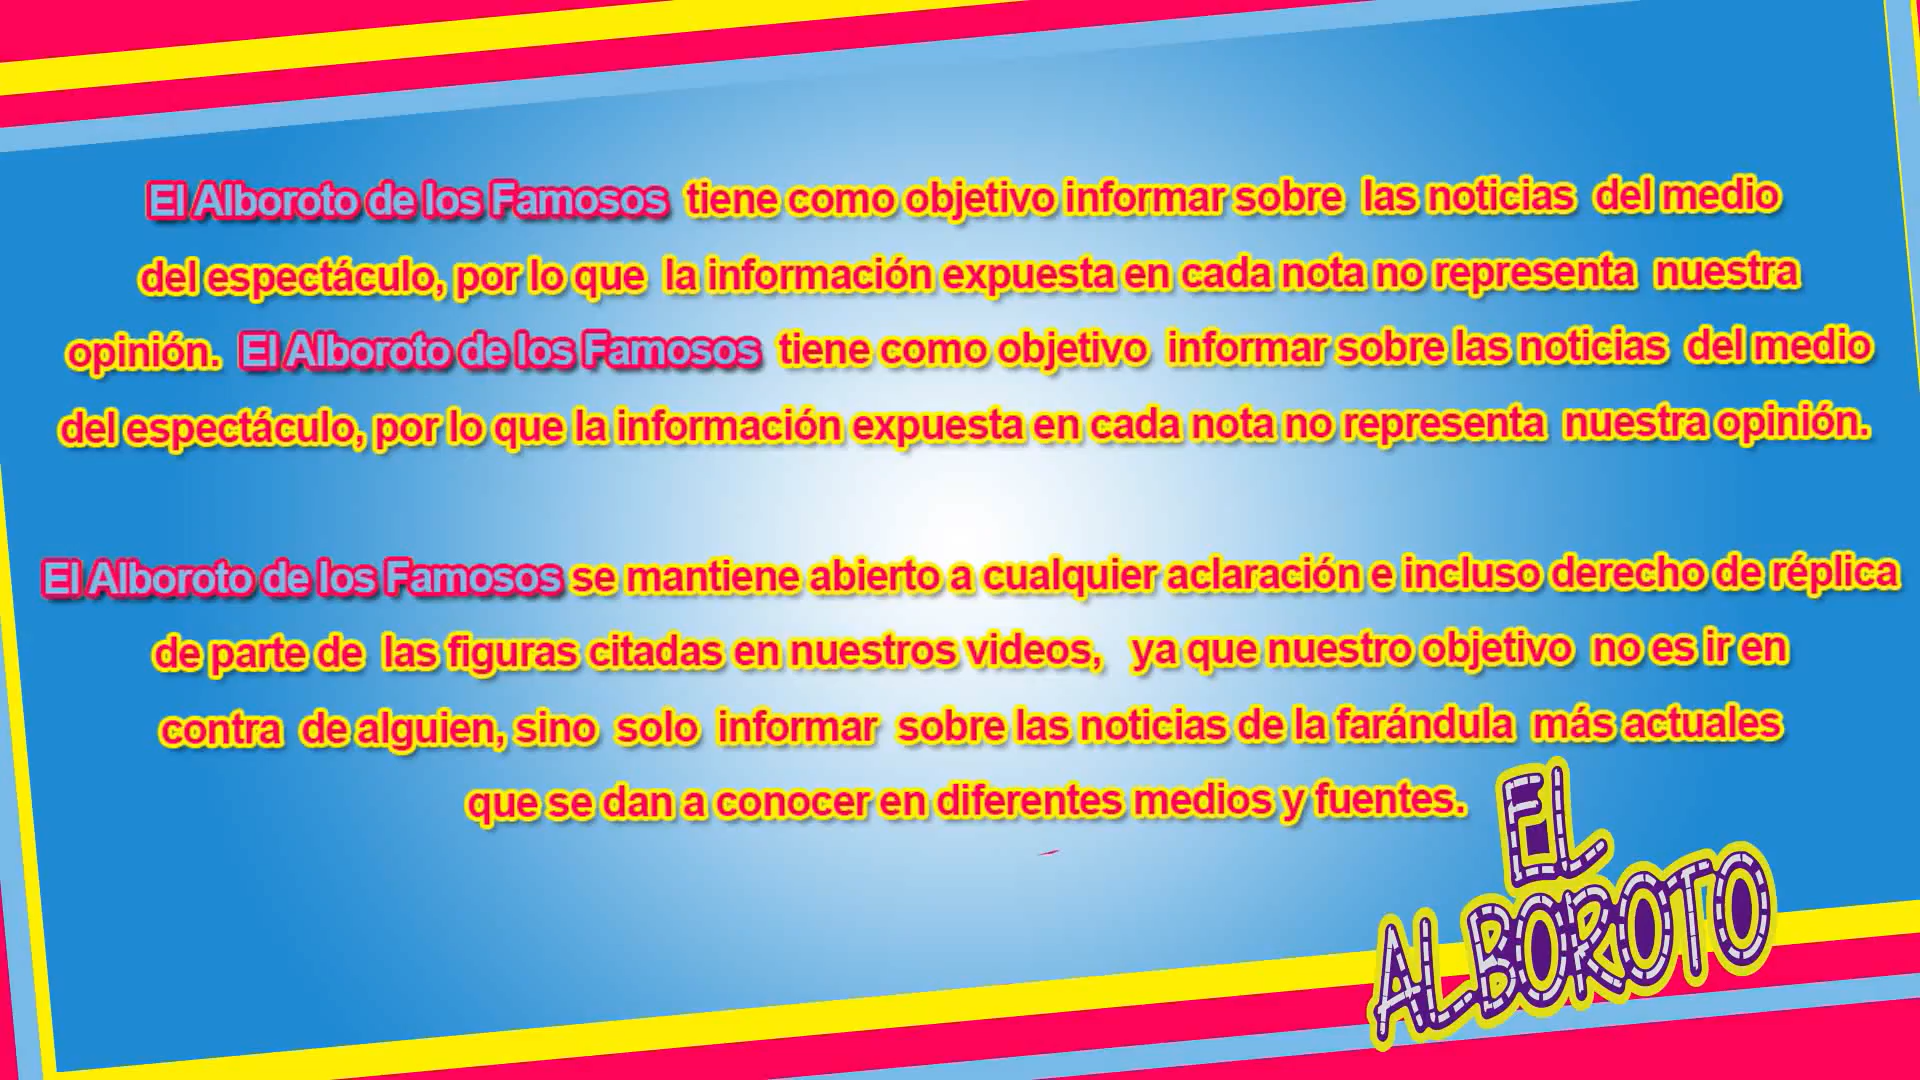 El Alboroto de los Famosos tiene como objetivo informar sobre las noticias del medio
del espectáculo, por lo que la información expuesta en cada nota no representa nuestra
opinión. El Alboroto de los Famosos tiene como objetivo informar sobre las noticias del medio
del espectáculo, por lo que la información expuesta en cada nota no representa nuestra opinión.
El Alboroto de los Famosos se mantiene abierto a cualquier aclaración e incluso derecho de réplica
de parte de las figuras citadas en nuestros videos, ya que nuestro objetivo no es ir en
contra de alguien, sino solo informar sobre las noticias de la farándula más actuales
que se dan a conocer en diferentes medios y fuentes.
EL
ALBOROTO